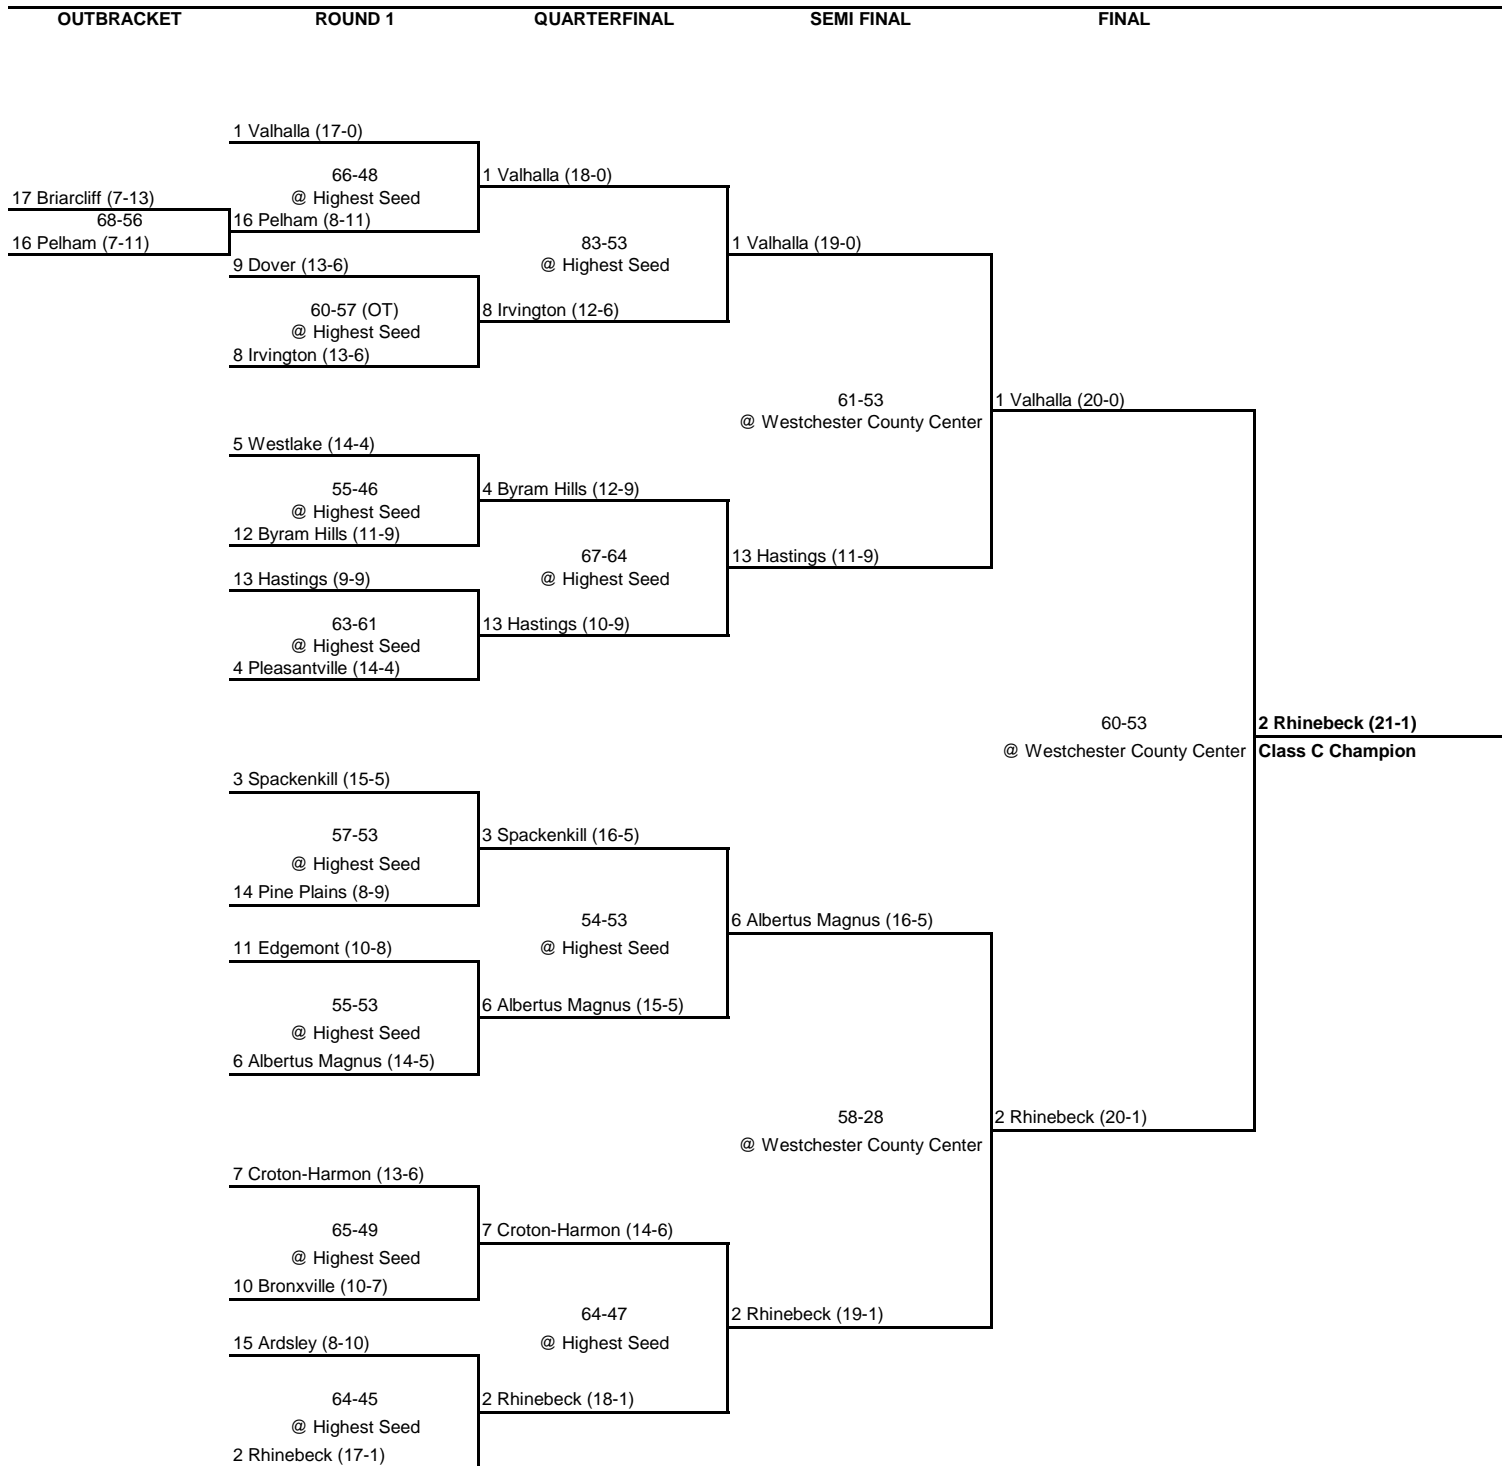 OUTBRACKET ROUND 1 QUARTERFINAL SEMI FINAL FINAL
1 Valhalla (17-0)
66-48 1 Valhalla (18-0)
17 Briarcliff (7-13) @ Highest Seed
68-56 16 Pelham (8-11)
16 Pelham (7-11) 83-53 1 Valhalla (19-0)
9 Dover (13-6) @ Highest Seed
60-57 (OT) 8 Irvington (12-6)
@ Highest Seed
8 Irvington (13-6)
61-53 1 Valhalla (20-0)
@ Westchester County Center
5 Westlake (14-4)
55-46 4 Byram Hills (12-9)
@ Highest Seed
12 Byram Hills (11-9)
67-64 13 Hastings (11-9)
13 Hastings (9-9) @ Highest Seed
63-61 13 Hastings (10-9)
@ Highest Seed
4 Pleasantville (14-4)
60-53 2 Rhinebeck (21-1)
@ Westchester County Center Class C Champion
3 Spackenkill (15-5)
57-53 3 Spackenkill (16-5)
@ Highest Seed
14 Pine Plains (8-9)
54-53 6 Albertus Magnus (16-5)
11 Edgemont (10-8) @ Highest Seed
55-53 6 Albertus Magnus (15-5)
@ Highest Seed
6 Albertus Magnus (14-5)
58-28 2 Rhinebeck (20-1)
@ Westchester County Center
7 Croton-Harmon (13-6)
65-49 7 Croton-Harmon (14-6)
@ Highest Seed
10 Bronxville (10-7)
64-47 2 Rhinebeck (19-1)
15 Ardsley (8-10) @ Highest Seed
64-45 2 Rhinebeck (18-1)
@ Highest Seed
2 Rhinebeck (17-1)